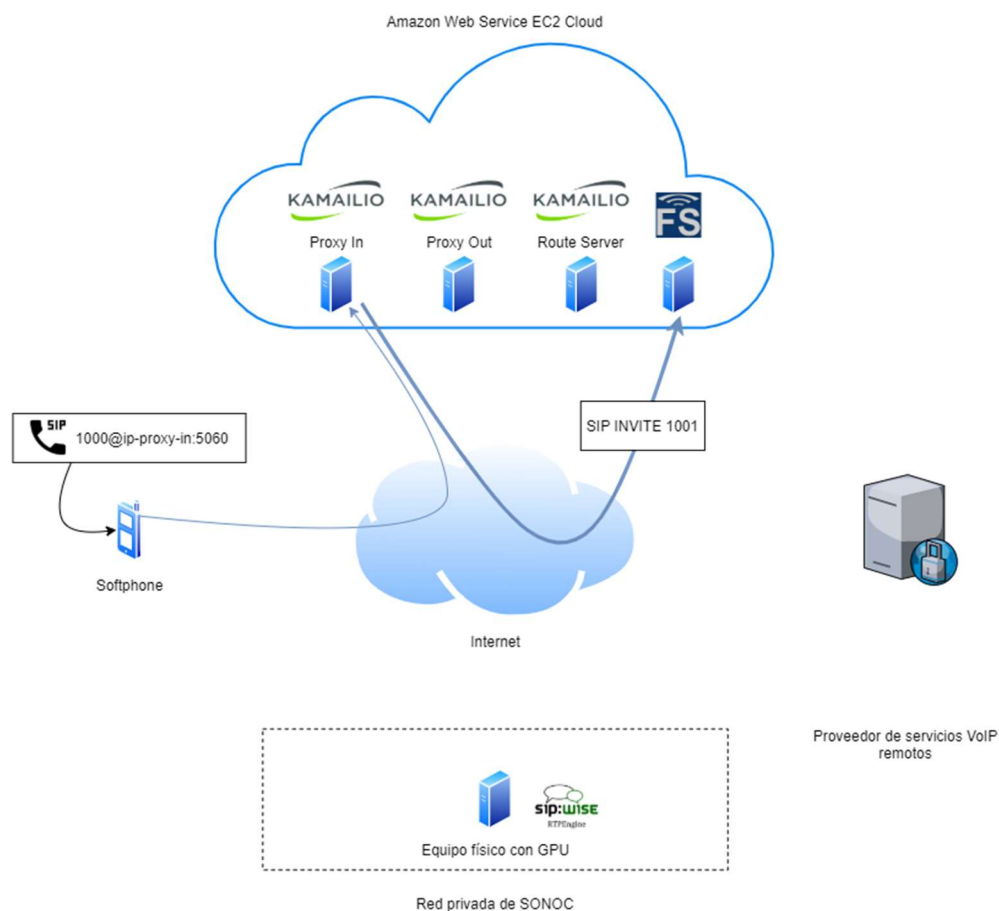 Amazon Web Service EC2 Cloud
KAMAILIO
KAMAILIO
KAMAILIO
FS
Proxy In
Proxy Out
Route Server
SIP
1000@ip-proxy-in:5060
SIP INVITE 1001
Softphone
Internet
Proveedor de servicios VoIP
remotos
sip:wise
RTPEngine
Equipo físico con GPU
Red privada de SONOC